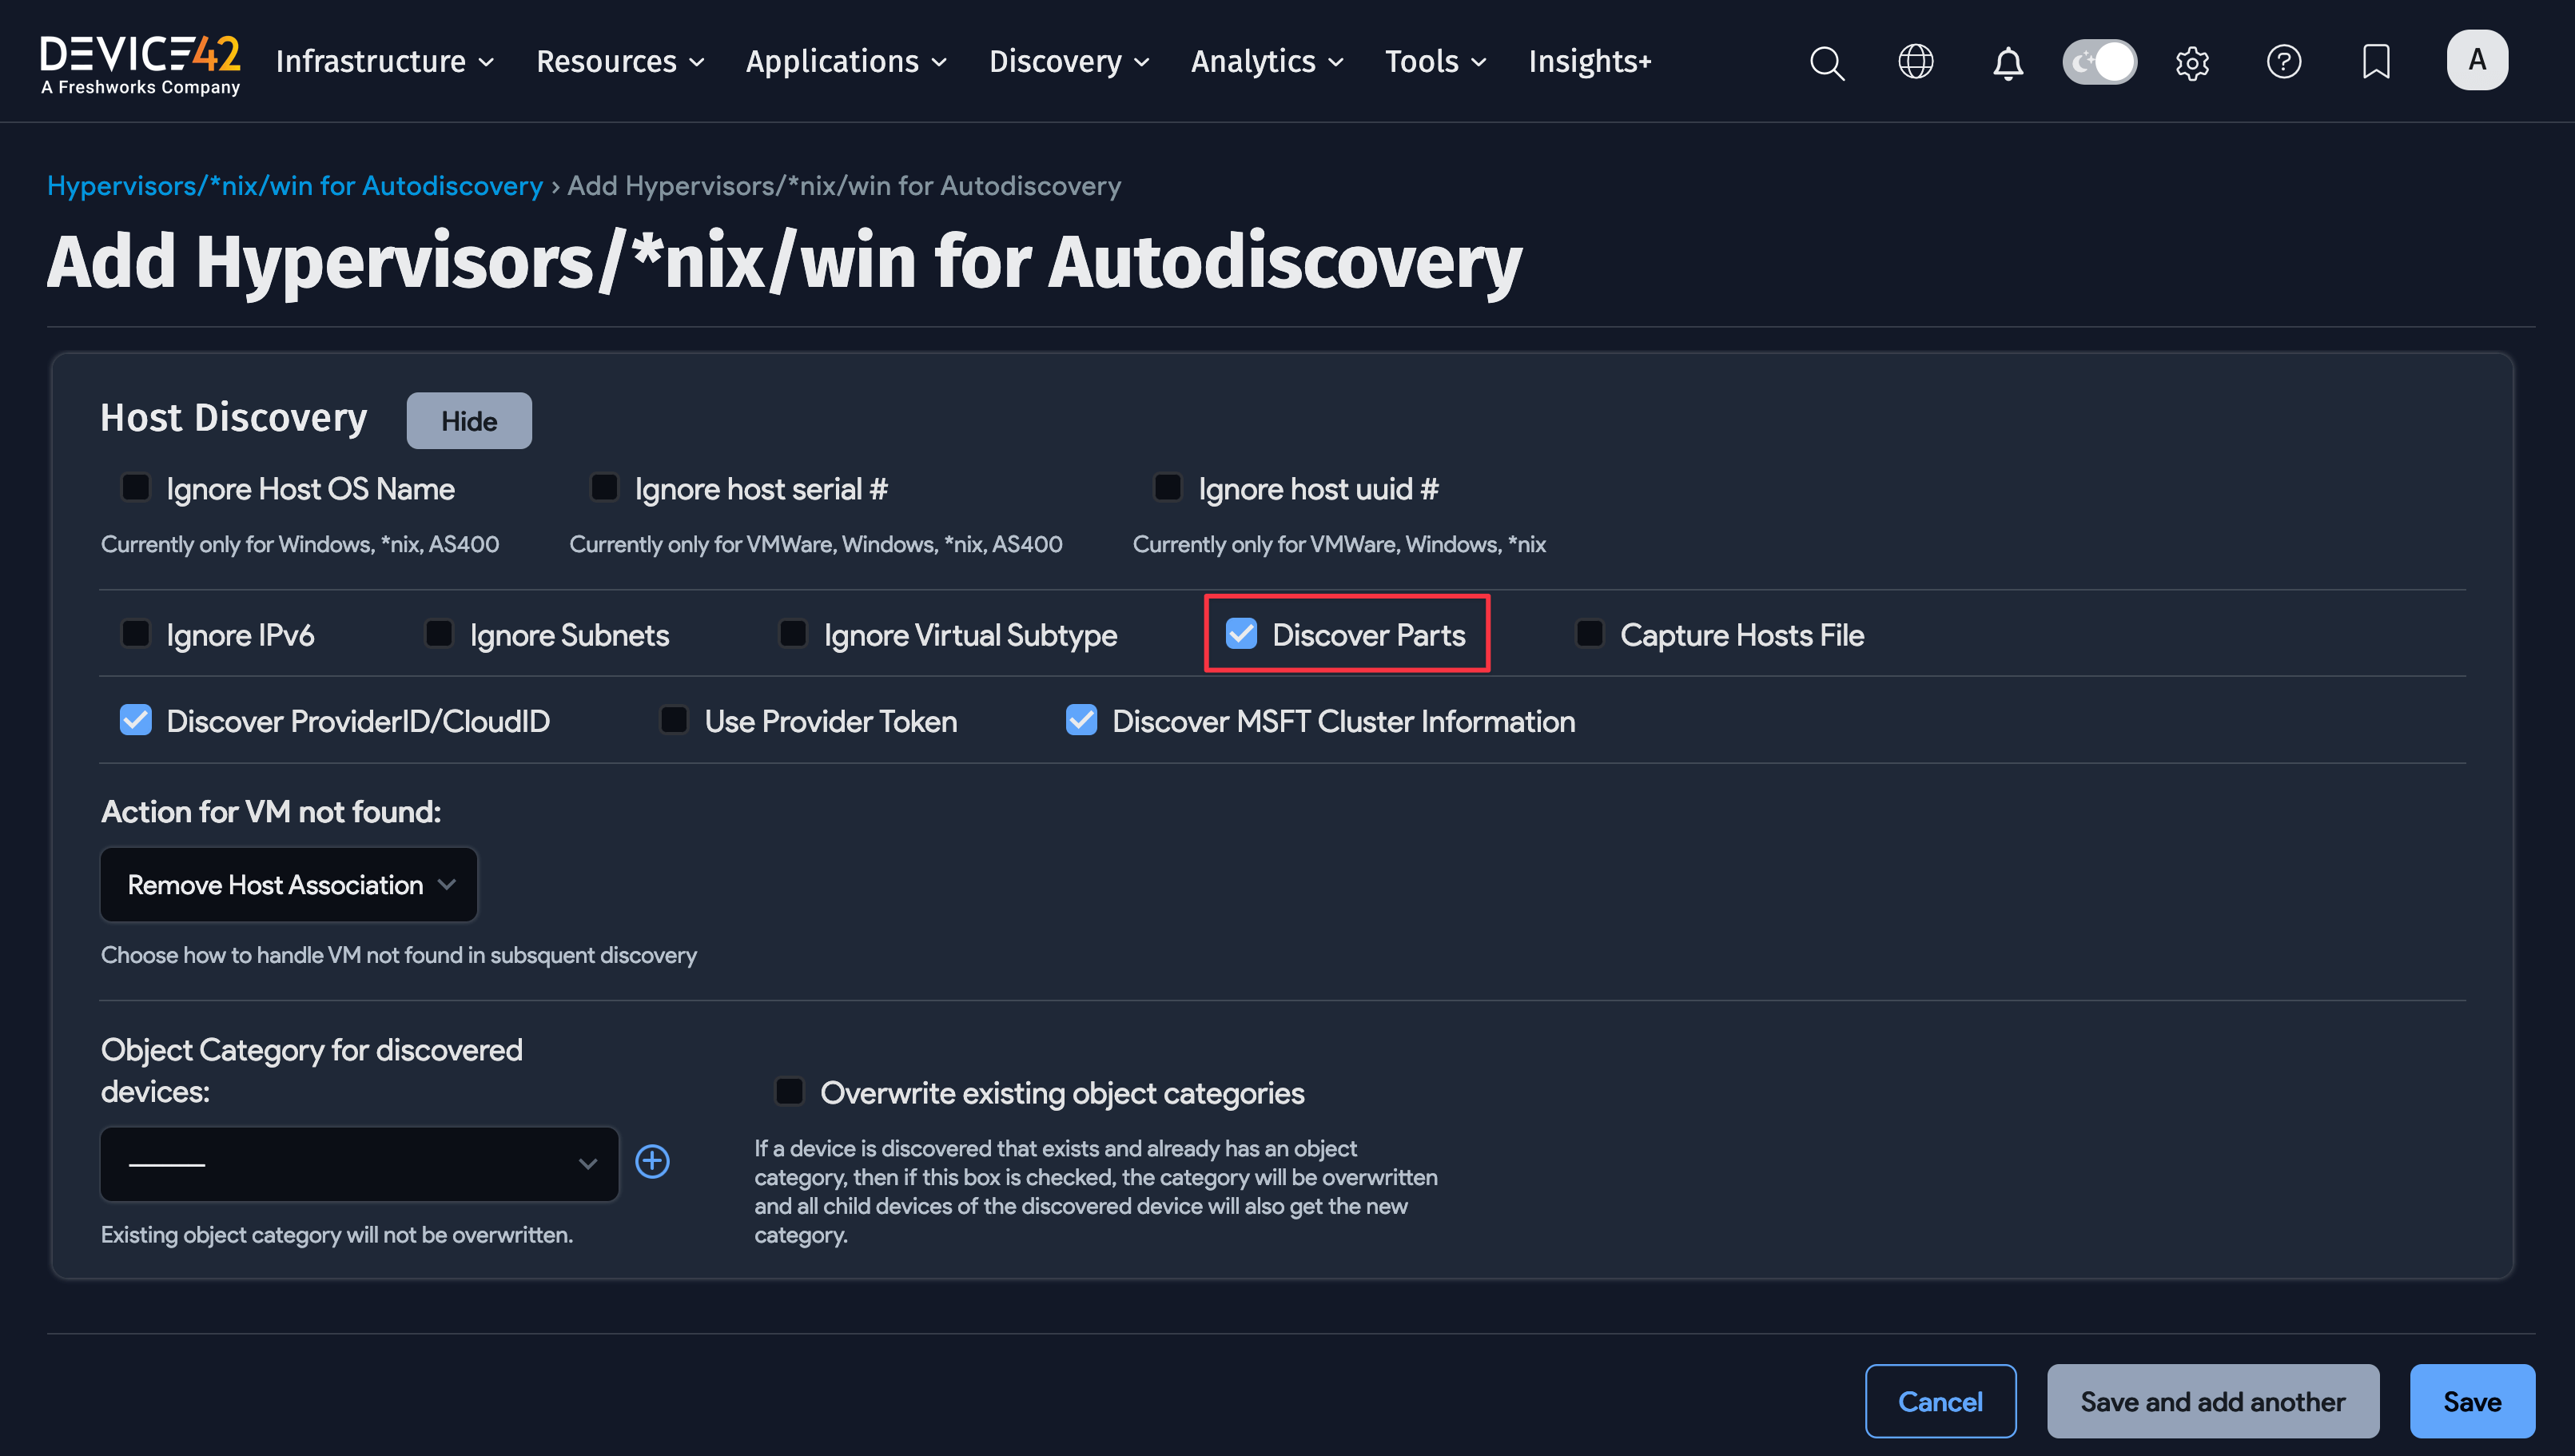 DEVICE42
A Freshworks Company
Infrastructure Resources Applications Discovery Analytics Tools Insights+
A
Hypervisors/*nix/win for Autodiscovery › Add Hypervisors/*nix/win for Autodiscovery
Add Hypervisors/*nix/win for Autodiscovery
Host Discovery Hide
Ignore Host OS Name Ignore host serial # Ignore host uuid #
Currently only for Windows, *nix, AS400 Currently only for VMWare, Windows, *nix, AS400 Currently only for VMWare, Windows, *nix
Ignore IPv6 Ignore Subnets Ignore Virtual Subtype Discover Parts Capture Hosts File
Discover ProviderID/CloudID Use Provider Token Discover MSFT Cluster Information
Action for VM not found:
Remove Host Association
Choose how to handle VM not found in subsquent discovery
Object Category for discovered
devices:
Existing object category will not be overwritten.
Overwrite existing object categories
If a device is discovered that exists and already has an object
category, then if this box is checked, the category will be overwritten
and all child devices of the discovered device will also get the new
category.
Cancel Save and add another Save